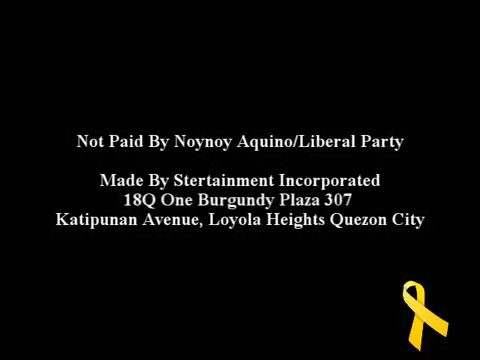 Not Paid By Noynoy Aquino/Liberal Party
Made By Stertainment Incorporated
18Q One Burgundy Plaza 307
Katipunan Avenue, Loyola Heights Quezon City